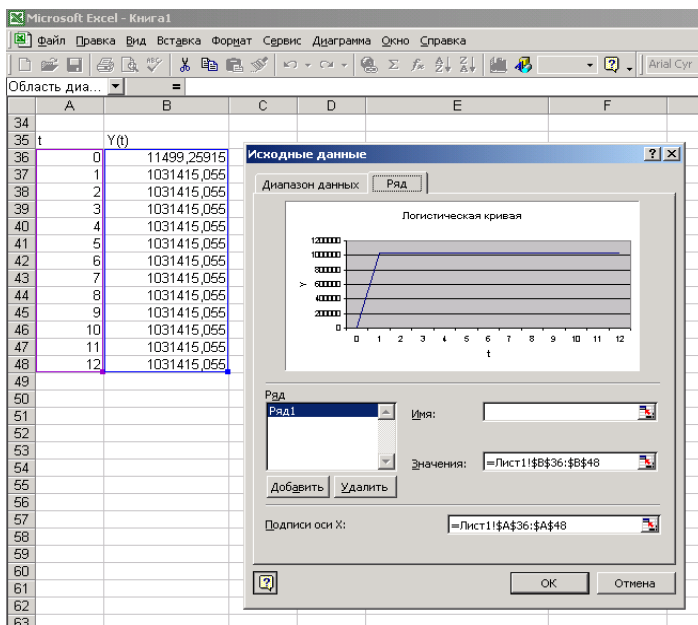 Microsoft Excel - Книга1
Файл Правка Вид Вставка Формат Сервис Диаграмма Окно Справка
Arial Cyr
Область диа... =
A B C D E F
34
35 t Y(t)
36 0 11499,25915
37 1 1031415,055
38 2 1031415,055
39 3 1031415,055
40 4 1031415,055
41 5 1031415,055
42 6 1031415,055
43 7 1031415,055
44 8 1031415,055
45 9 1031415,055
46 10 1031415,055
47 11 1031415,055
48 12 1031415,055
49
50
51
52
53
54
55
56
57
58
59
60
61
62
63
Исходные данные
Диапазон данных Ряд
Логистическая кривая
1200000
1000000
800000
600000
400000
200000
0
Y
0 1 2 3 4 5 6 7 8 9 10 11 12
t
Ряд
Ряд1
Имя:
Значения: =Лист1!$B$36:$B$48
Добавить Удалить
Подписи оси X: =Лист1!$A$36:$A$48
ОК Отмена